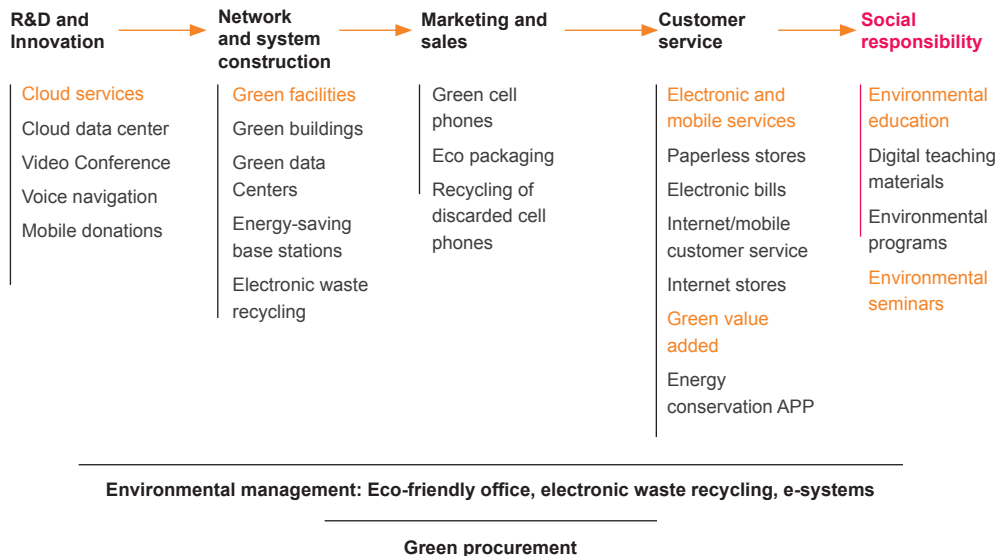 R&D and
Innovation
Cloud services
Cloud data center
Video Conference
Voice navigation
Mobile donations
Network
and system
construction
Green facilities
Green buildings
Green data
Centers
Energy-saving
base stations
Electronic waste
recycling
Marketing and
sales
Green cell
phones
Eco packaging
Recycling of
discarded cell
phones
Customer
service
Electronic and
mobile services
Paperless stores
Electronic bills
Internet/mobile
customer service
Internet stores
Green value
added
Energy
conservation APP
Social
responsibility
Environmental
education
Digital teaching
materials
Environmental
programs
Environmental
seminars
Environmental management: Eco-friendly office, electronic waste recycling, e-systems
Green procurement